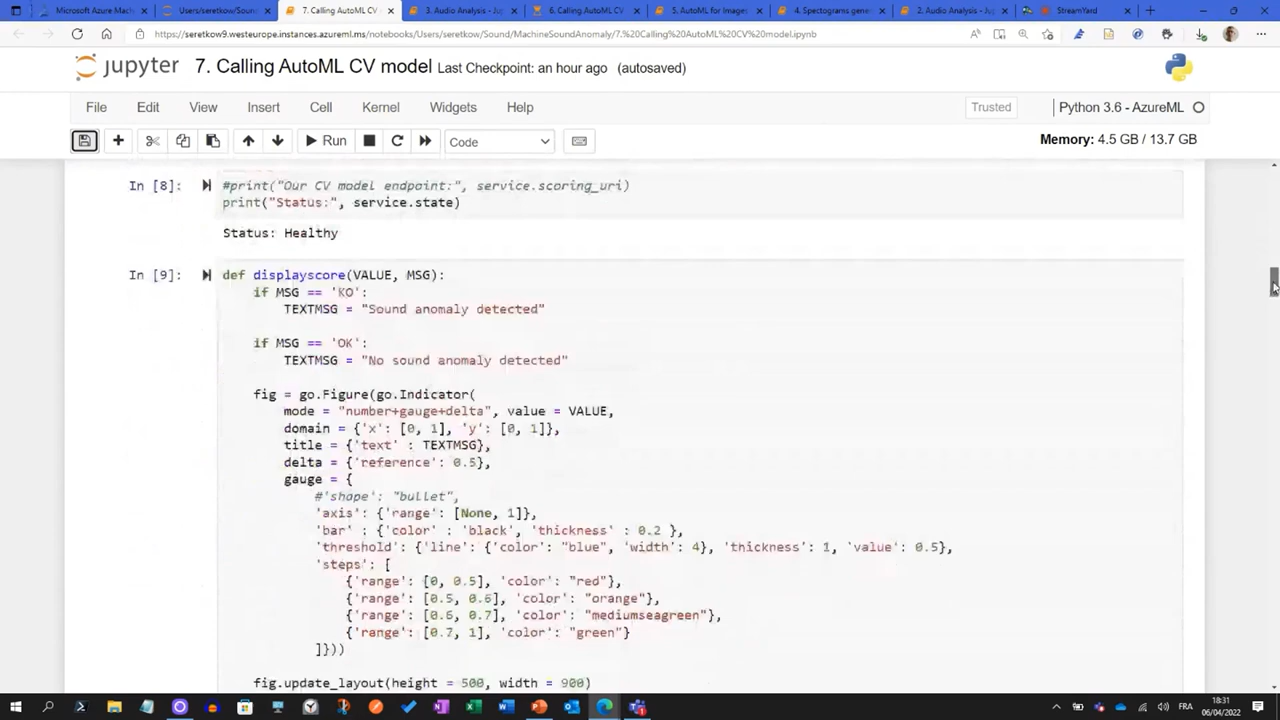 Microsoft Azure Machin
Users/seretkow/Sound/
7. Calling AutoML CV
3. Audio Analysis - Jup
6. Calling AutoML CV
5. AutoML for Images
4. Spectograms gene
2. Audio Analysis - Jup
StreamYard
https://seretkow9.westeurope.instances.azureml.ms/notebooks/Users/seretkow/Sound/MachineSoundAnomaly/7.%20Calling%20AutoML%20CV%20model.ipynb
jupyter 7. Calling AutoML CV model Last Checkpoint: an hour ago (autosaved)
File Edit View Insert Cell Kernel Widgets Help Trusted Python 3.6 - AzureML
Run Code Memory: 4.5 GB / 13.7 GB
In [8]: #print("Our CV model endpoint:", service.scoring_uri)
print("Status:", service.state)
Status: Healthy
In [9]: def displayscore(VALUE, MSG):
if MSG == 'KO':
TEXTMSG = "Sound anomaly detected"
if MSG == 'OK':
TEXTMSG = "No sound anomaly detected"
fig = go.Figure(go.Indicator(
mode = "number+gauge+delta", value = VALUE,
domain = {'x': [0, 1], 'y': [0, 1]},
title = {'text' : TEXTMSG},
delta = {'reference': 0.5},
gauge = {
#'shape': "bullet",
'axis': {'range': [None, 1]},
'bar' : {'color' : 'black', 'thickness' : 0.2 },
'threshold': {'line': {'color': "blue", 'width': 4}, 'thickness': 1, 'value': 0.5},
'steps': [
{'range': [0, 0.5], 'color': "red"},
{'range': [0.5, 0.6], 'color': "orange"},
{'range': [0.6, 0.7], 'color': "mediumseagreen"},
{'range': [0.7, 1], 'color': "green"}
]}))
fig.update_layout(height = 500, width = 900)
FRA
18:31
06/04/2022